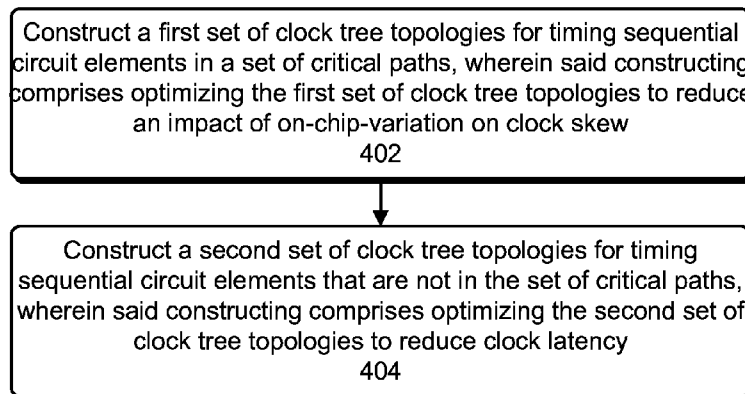 Construct a first set of clock tree topologies for timing sequential
circuit elements in a set of critical paths, wherein said constructing
comprises optimizing the first set of clock tree topologies to reduce
an impact of on-chip-variation on clock skew
402
Construct a second set of clock tree topologies for timing
sequential circuit elements that are not in the set of critical paths,
wherein said constructing comprises optimizing the second set of
clock tree topologies to reduce clock latency
404